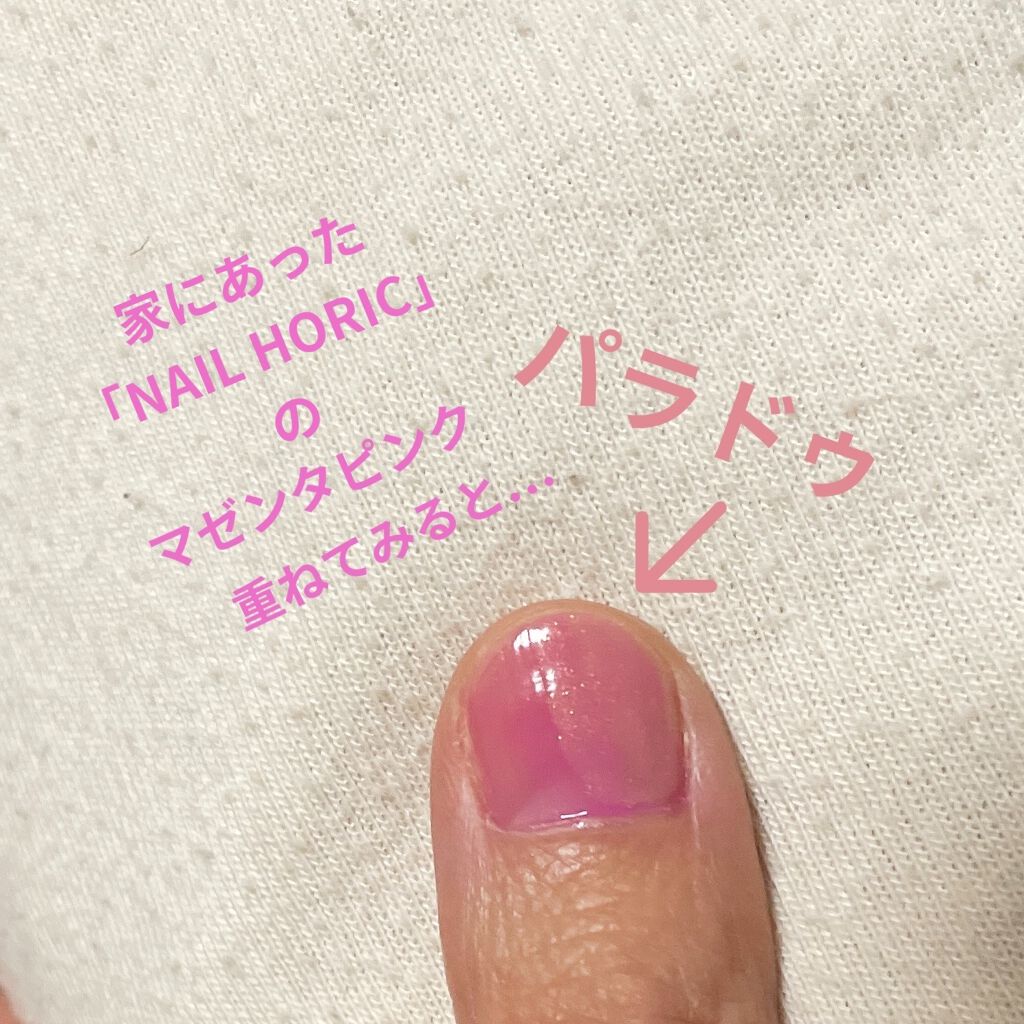 家にあった
「NAIL HORIC」
の
マゼンタピンク
重ねてみると…
パラドゥ